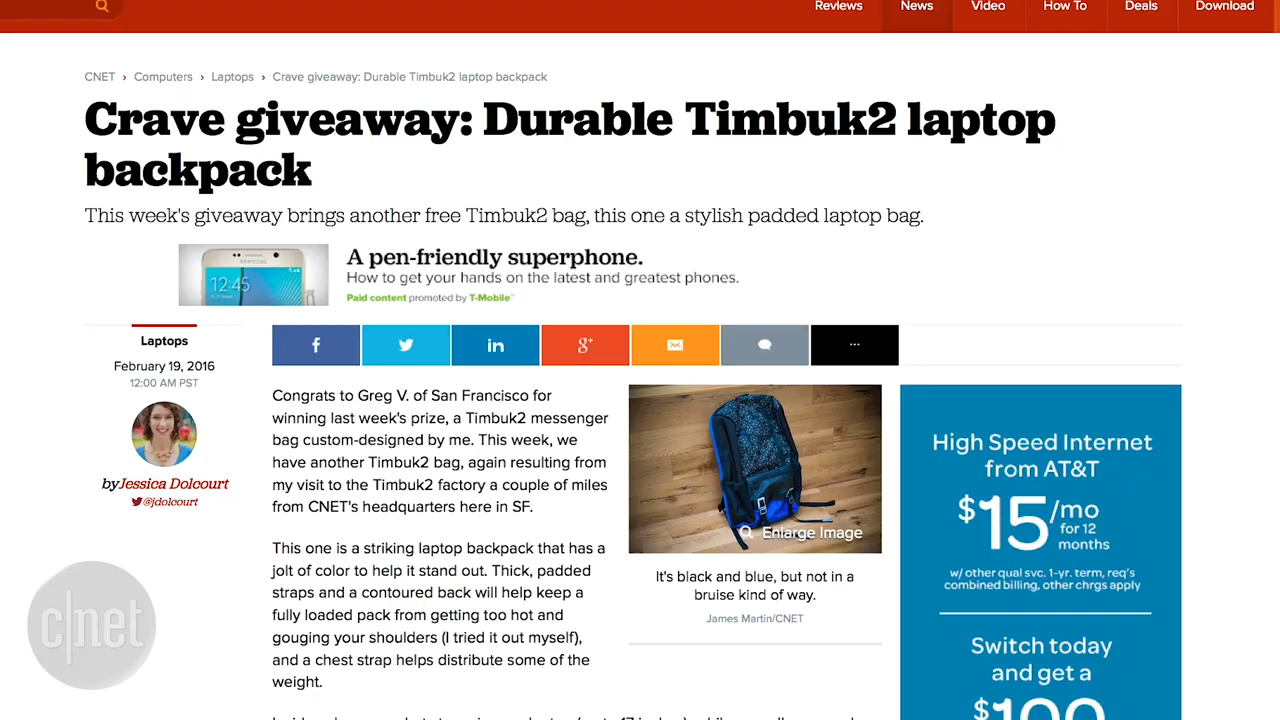 Reviews
News
Video
How To
Deals
Download
CNET › Computers › Laptops › Crave giveaway: Durable Timbuk2 laptop backpack
Crave giveaway: Durable Timbuk2 laptop
backpack
This week's giveaway brings another free Timbuk2 bag, this one a stylish padded laptop bag.
12:45
SAMSUNG
A pen-friendly superphone.
How to get your hands on the latest and greatest phones.
Paid content promoted by T-Mobile
Laptops
February 19, 2016
12:00 AM PST
by Jessica Dolcourt
@jdolcourt
f
in
g+
...
Congrats to Greg V. of San Francisco for
winning last week's prize, a Timbuk2 messenger
bag custom-designed by me. This week, we
have another Timbuk2 bag, again resulting from
my visit to the Timbuk2 factory a couple of miles
from CNET's headquarters here in SF.
This one is a striking laptop backpack that has a
jolt of color to help it stand out. Thick, padded
straps and a contoured back will help keep a
fully loaded pack from getting too hot and
gouging your shoulders (I tried it out myself),
and a chest strap helps distribute some of the
weight.
Enlarge Image
It's black and blue, but not in a
bruise kind of way.
James Martin/CNET
High Speed Internet
from AT&T
$15/mo
for 12
months
w/ other qual svc. 1-yr. term, req's
combined billing, other chrgs apply
Switch today
and get a
$100
c|net